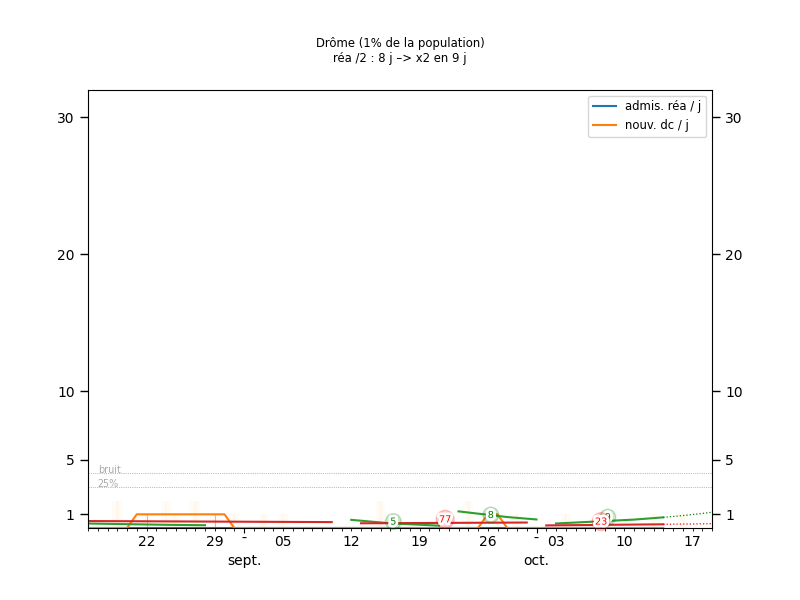 Drôme (1% de la population)
réa /2 : 8 j –> x2 en 9 j
admis. réa / j
nouv. dc / j
30 30
20 20
10 10
5 5
bruit
25%
1 1
5 77 8 23 9
22 29 - 05 12 19 26 - 03 10 17
sept. oct.